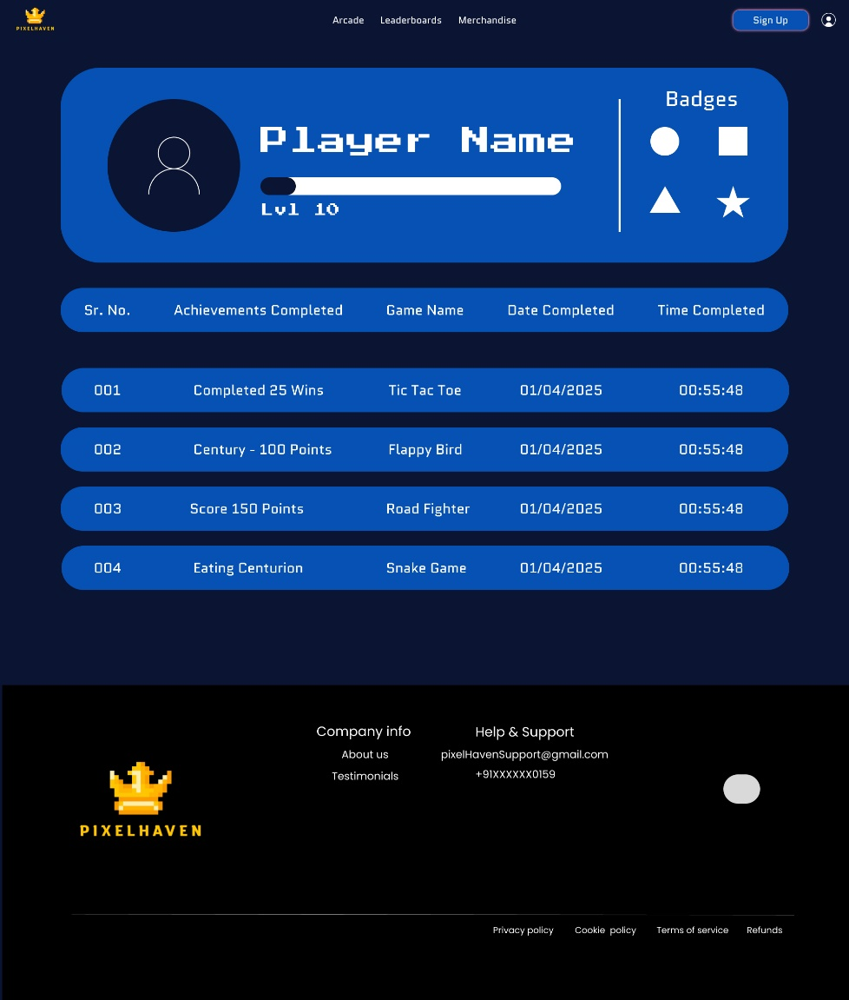 PIXELHAVEN
Arcade Leaderboards Merchandise
Sign Up
Player Name
Lvl 10
Badges
Sr. No. Achievements Completed Game Name Date Completed Time Completed
001 Completed 25 Wins Tic Tac Toe 01/04/2025 00:55:48
002 Century - 100 Points Flappy Bird 01/04/2025 00:55:48
003 Score 150 Points Road Fighter 01/04/2025 00:55:48
004 Eating Centurion Snake Game 01/04/2025 00:55:48
PIXELHAVEN
Company info
About us
Testimonials
Help & Support
pixelHavenSupport@gmail.com
+91XXXXXX0159
Privacy policy Cookie policy Terms of service Refunds